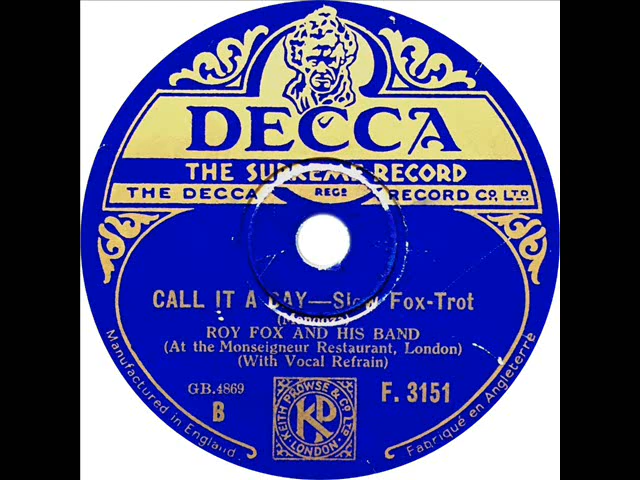 DECCA
THE SUPREME RECORD
THE DECCA REGD RECORD CO. LTD.
CALL IT A DAY—Slow Fox-Trot
(Mendoza)
ROY FOX AND HIS BAND
(At the Monseigneur Restaurant, London)
(With Vocal Refrain)
GB.4869
B
F. 3151
KEITH PROWSE & CO LTD
KP
LONDON
Manufactured in England
Fabriqué en Angleterre